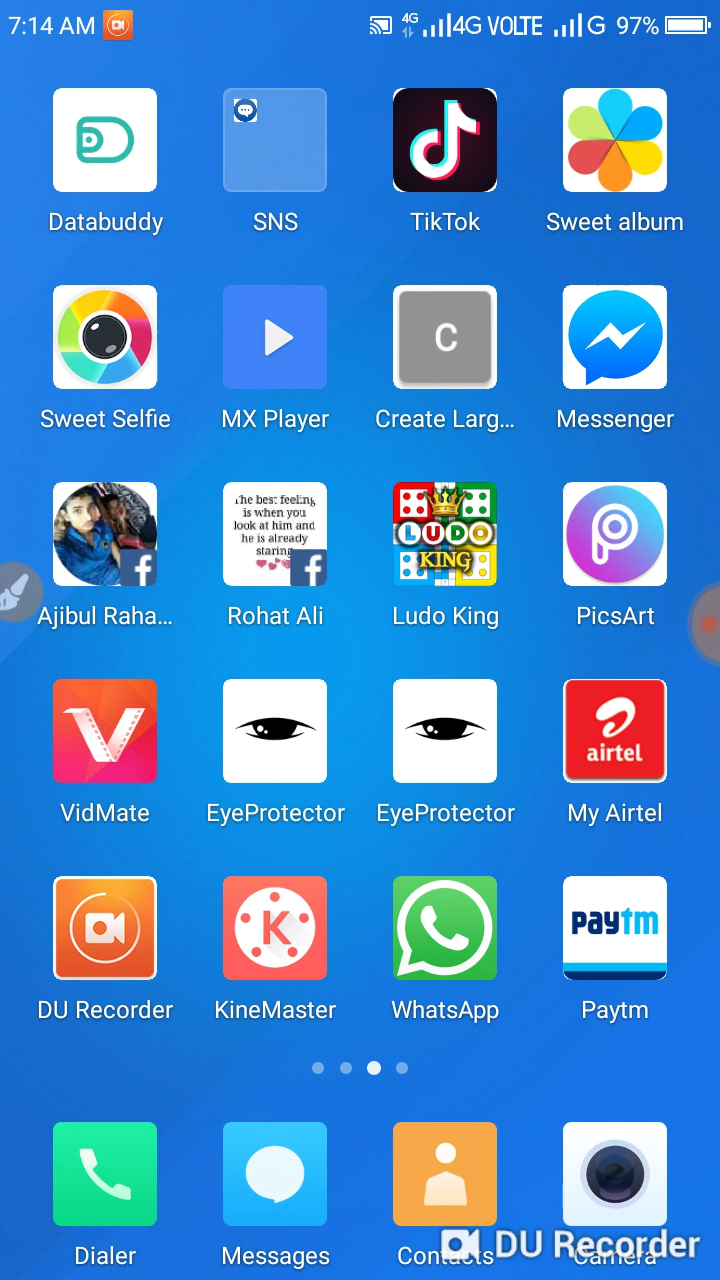 7:14 AM 4G 4G VOLTE G 97%
Databuddy SNS TikTok Sweet album
C
Sweet Selfie MX Player Create Larg... Messenger
The best feeling
is when you
look at him and
he is already
staring
LUDO
KING
Ajibul Raha... Rohat Ali Ludo King PicsArt
airtel
VidMate EyeProtector EyeProtector My Airtel
K
paytm
DU Recorder KineMaster WhatsApp Paytm
DU Recorder
Dialer Messages Contacts Camera